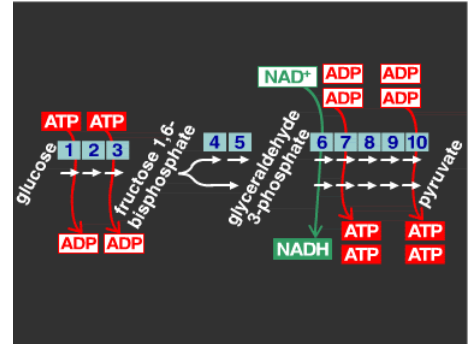 NAD⁺ ADP ADP
ADP ADP
ATP ATP
glucose
1 2 3
fructose 1,6-
bisphosphate
4 5
glyceraldehyde
3-phosphate
6 7 8 9 10
pyruvate
ADP ADP
NADH
ATP ATP
ATP ATP